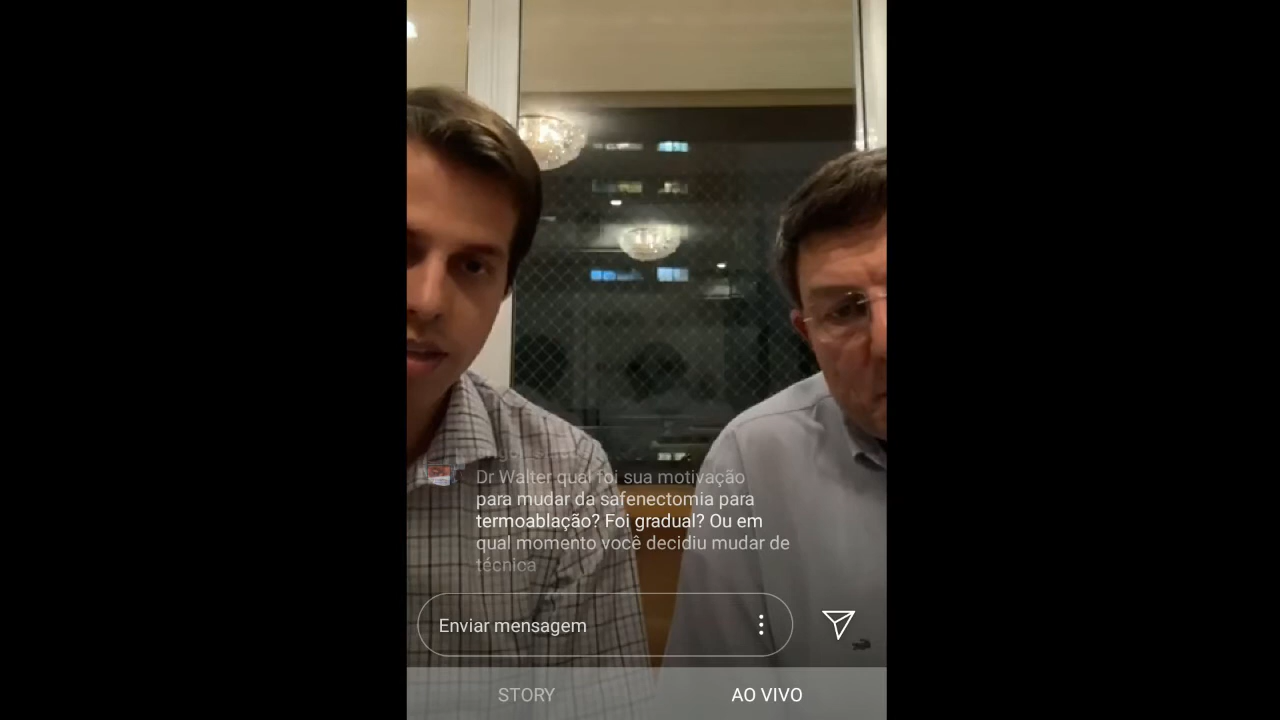 Dr Walter qual foi sua motivação
para mudar da safenectomia para
termoablação? Foi gradual? Ou em
qual momento você decidiu mudar de
técnica
Enviar mensagem
STORY
AO VIVO